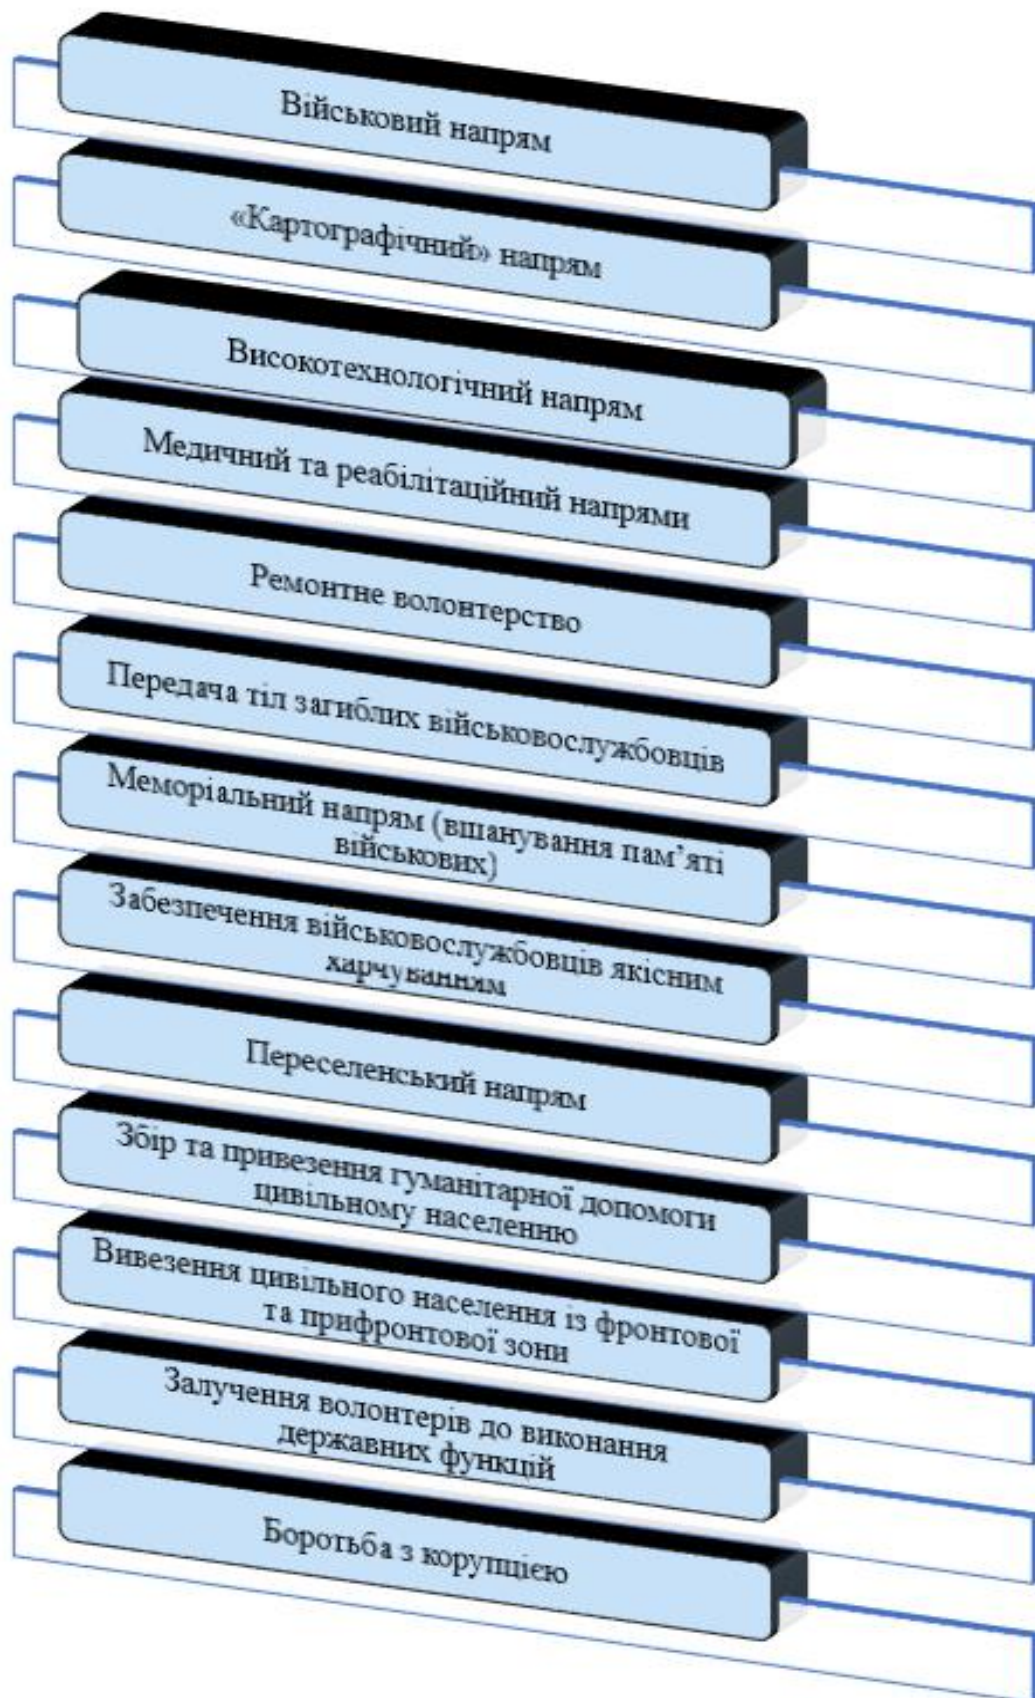 Військовий напрям
«Картографічний» напрям
Високотехнологічний напрям
Медичний та реабілітаційний напрями
Ремонтне волонтерство
Передача тіл загиблих військовослужбовців
Меморіальний напрям (вшанування пам’яті
військових)
Забезпечення військовослужбовців якісним
харчуванням
Переселенський напрям
Збір та привезення гуманітарної допомоги
цивільному населенню
Вивезення цивільного населення із фронтової
та прифронтової зони
Залучення волонтерів до виконання
державних функцій
Боротьба з корупцією